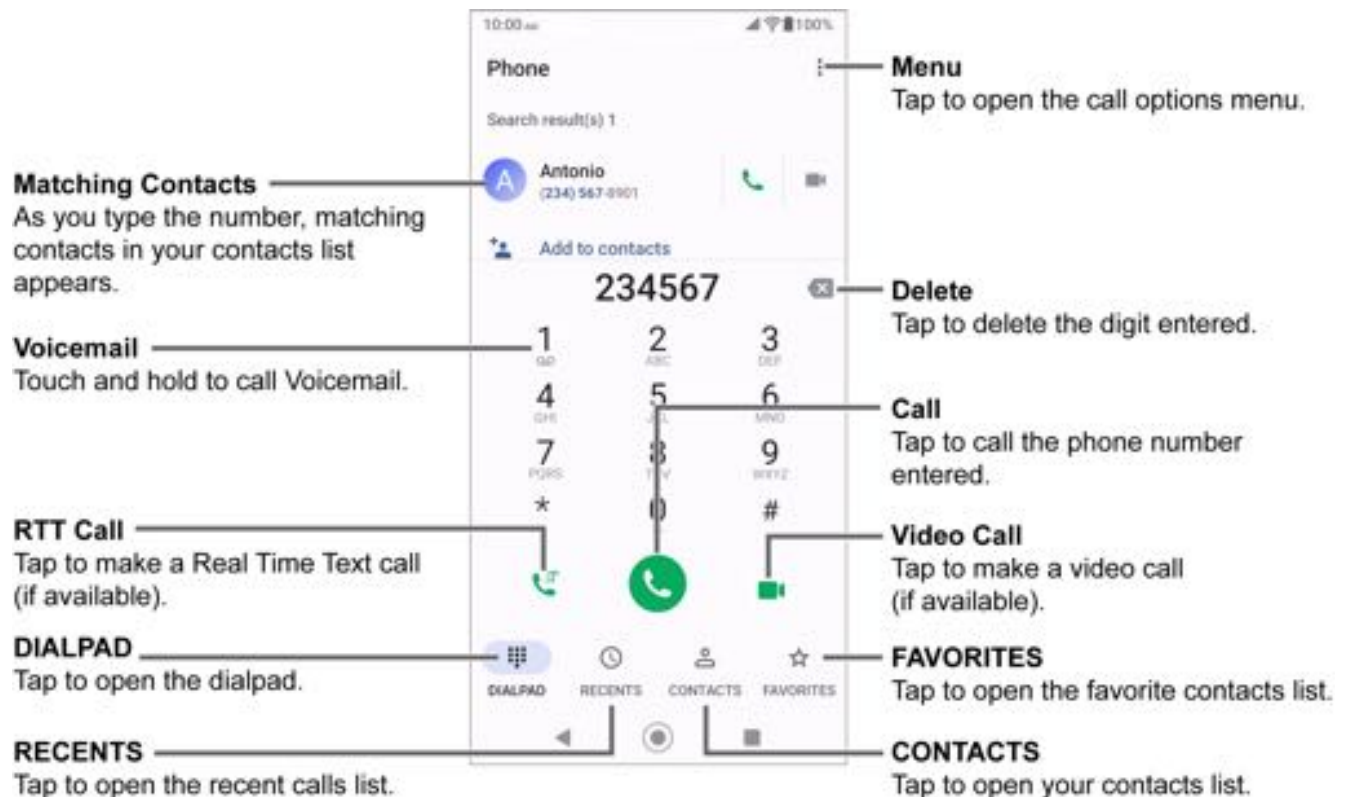 10:00 AM
100%
Phone
Menu
Tap to open the call options menu.
Search result(s) 1
Matching Contacts
As you type the number, matching
contacts in your contacts list
appears.
A
Antonio
(234) 567-8901
Add to contacts
234567
Delete
Tap to delete the digit entered.
Voicemail
Touch and hold to call Voicemail.
1 2 3
ABC DEF
4 5 6
GHI JKL MNO
7 8 9
PQRS TUV WXYZ
* 0 #
Call
Tap to call the phone number
entered.
RTT Call
Tap to make a Real Time Text call
(if available).
Video Call
Tap to make a video call
(if available).
DIALPAD
Tap to open the dialpad.
FAVORITES
Tap to open the favorite contacts list.
DIALPAD RECENTS CONTACTS FAVORITES
RECENTS
Tap to open the recent calls list.
CONTACTS
Tap to open your contacts list.